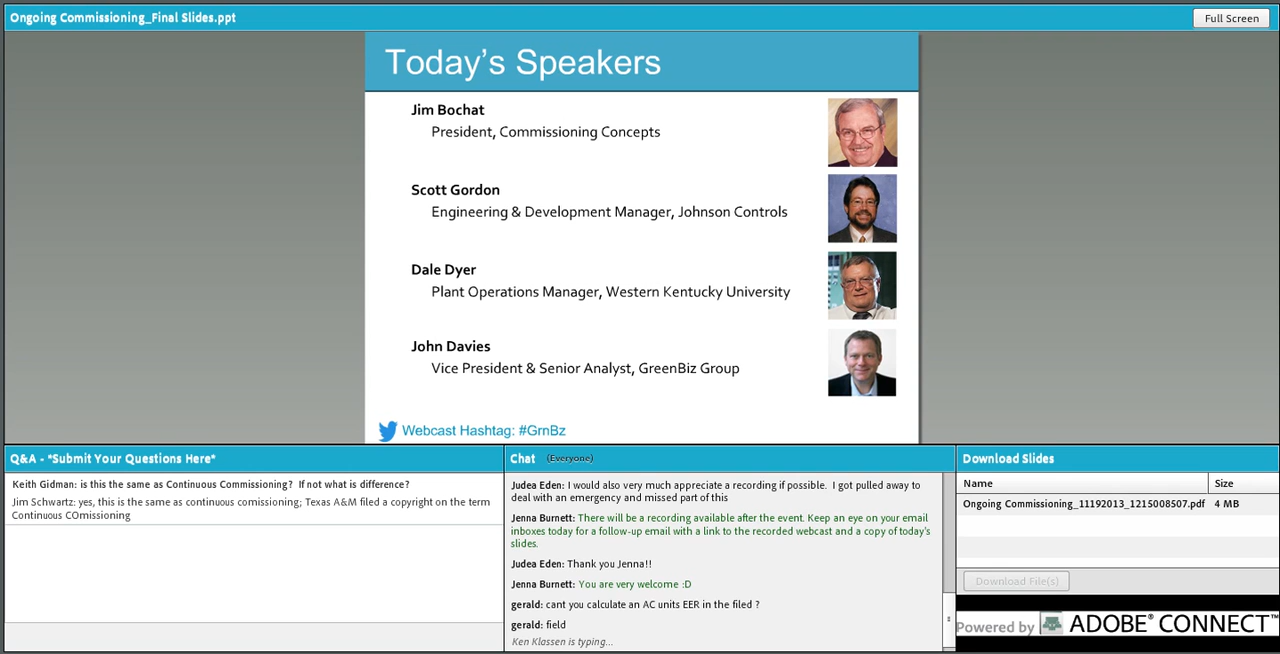 Ongoing Commissioning_Final Slides.ppt
Full Screen
Today's Speakers
Jim Bochat
President, Commissioning Concepts
Scott Gordon
Engineering & Development Manager, Johnson Controls
Dale Dyer
Plant Operations Manager, Western Kentucky University
John Davies
Vice President & Senior Analyst, GreenBiz Group
Webcast Hashtag: #GrnBz
Q&A - *Submit Your Questions Here*
Keith Gidman: is this the same as Continuous Commissioning? If not what is difference?
Jim Schwartz: yes, this is the same as continuous comissioning; Texas A&M filed a copyright on the term
Continuous COmissioning
Chat (Everyone)
Judea Eden: I would also very much appreciate a recording if possible. I got pulled away to
deal with an emergency and missed part of this
Jenna Burnett: There will be a recording available after the event. Keep an eye on your email
inboxes today for a follow-up email with a link to the recorded webcast and a copy of today's
slides.
Judea Eden: Thank you Jenna!!
Jenna Burnett: You are very welcome :D
gerald: cant you calculate an AC units EER in the filed ?
gerald: field
Ken Klassen is typing...
Download Slides
Name Size
Ongoing Commissioning_11192013_1215008507.pdf 4 MB
Download File(s)
Powered by ADOBE® CONNECT™